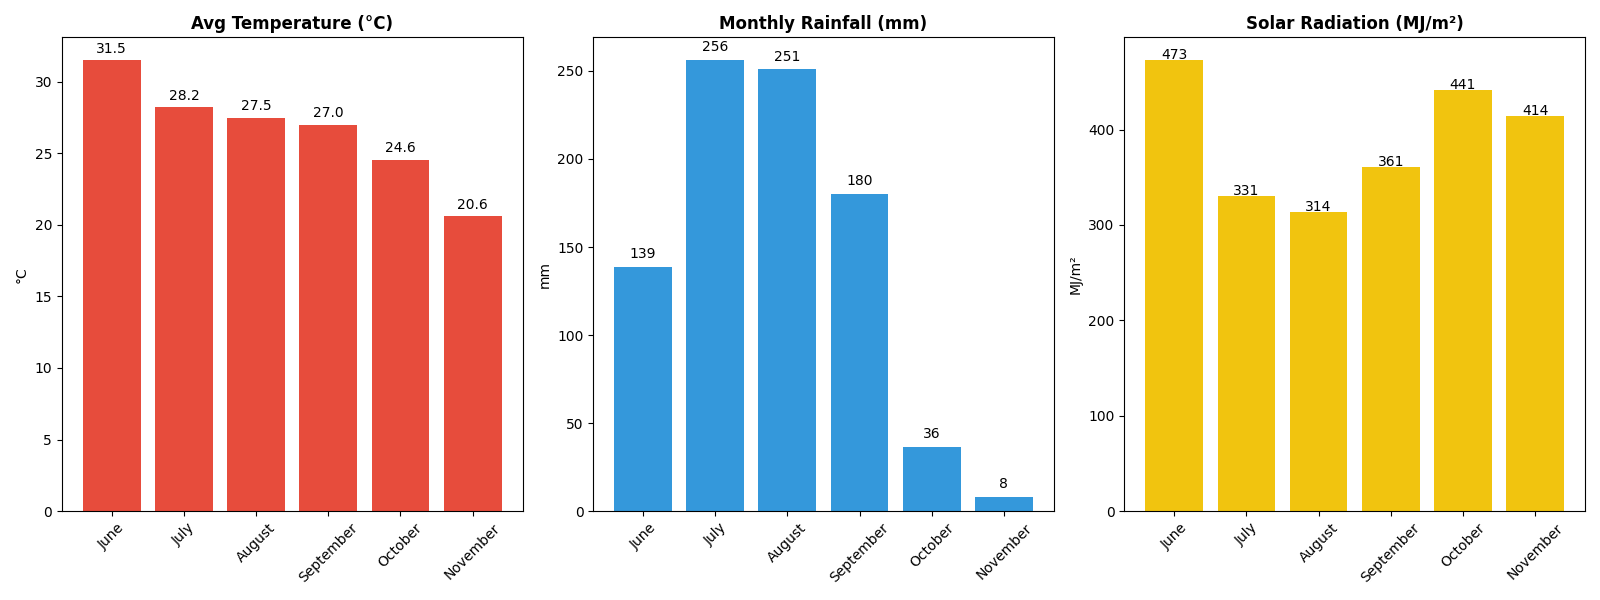 Avg Temperature (°C)
31.5
28.2
27.5
27.0
24.6
20.6
30
25
20
15
10
5
0
°C
June
July
August
September
October
November
Monthly Rainfall (mm)
139
256
251
180
36
8
250
200
150
100
50
0
mm
June
July
August
September
October
November
Solar Radiation (MJ/m²)
473
331
314
361
441
414
400
300
200
100
0
MJ/m²
June
July
August
September
October
November